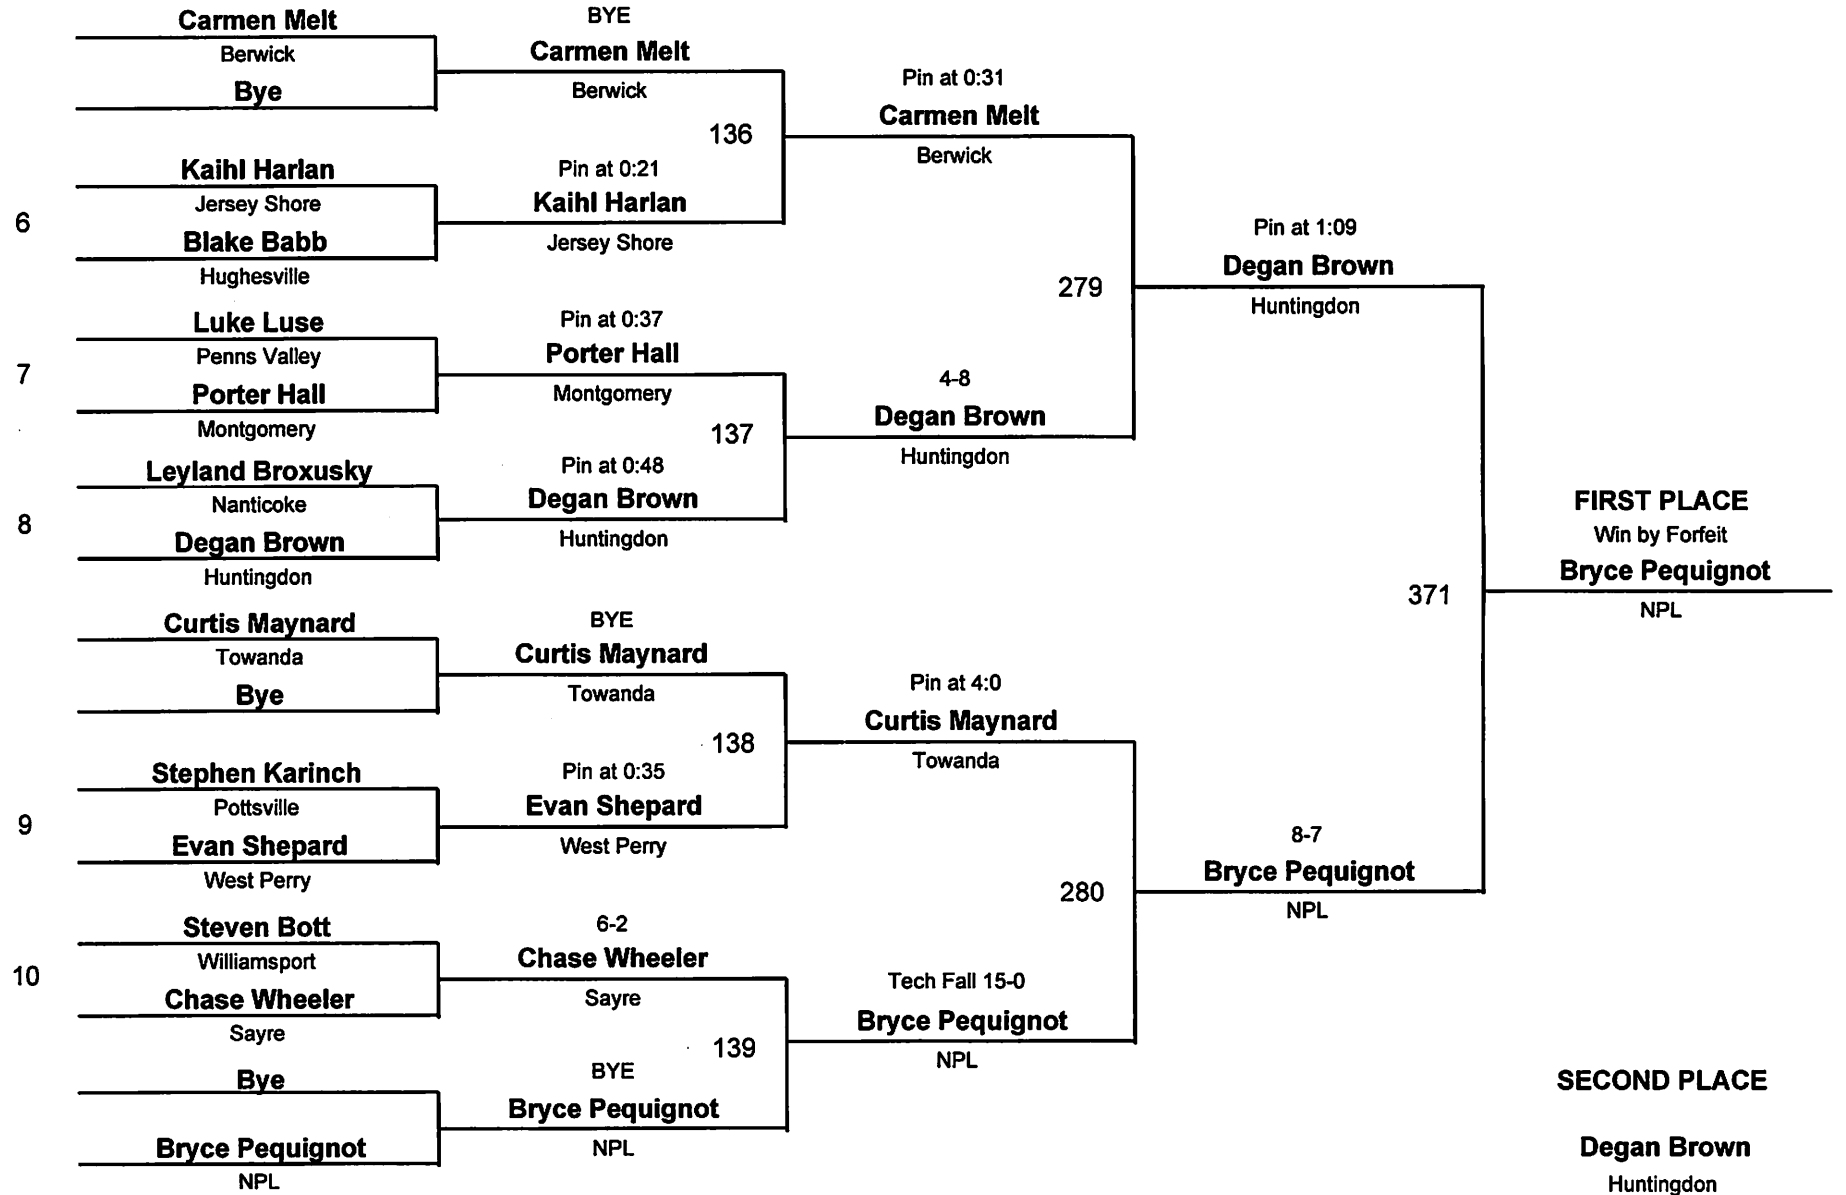 Carmen Melt
Berwick
Bye
6
Kaihl Harlan
Jersey Shore
Blake Babb
Hughesville
7
Luke Luse
Penns Valley
Porter Hall
Montgomery
8
Leyland Broxusky
Nanticoke
Degan Brown
Huntingdon
Curtis Maynard
Towanda
Bye
9
Stephen Karinch
Pottsville
Evan Shepard
West Perry
10
Steven Bott
Williamsport
Chase Wheeler
Sayre
Bye
Bryce Pequignot
NPL
BYE
Carmen Melt
Berwick
136
Pin at 0:21
Kaihl Harlan
Jersey Shore
Pin at 0:37
Porter Hall
Montgomery
137
Pin at 0:48
Degan Brown
Huntingdon
BYE
Curtis Maynard
Towanda
138
Pin at 0:35
Evan Shepard
West Perry
6-2
Chase Wheeler
Sayre
139
BYE
Bryce Pequignot
NPL
Pin at 0:31
Carmen Melt
Berwick
279
4-8
Degan Brown
Huntingdon
Pin at 4:0
Curtis Maynard
Towanda
280
Tech Fall 15-0
Bryce Pequignot
NPL
Pin at 1:09
Degan Brown
Huntingdon
371
8-7
Bryce Pequignot
NPL
FIRST PLACE
Win by Forfeit
Bryce Pequignot
NPL
SECOND PLACE
Degan Brown
Huntingdon